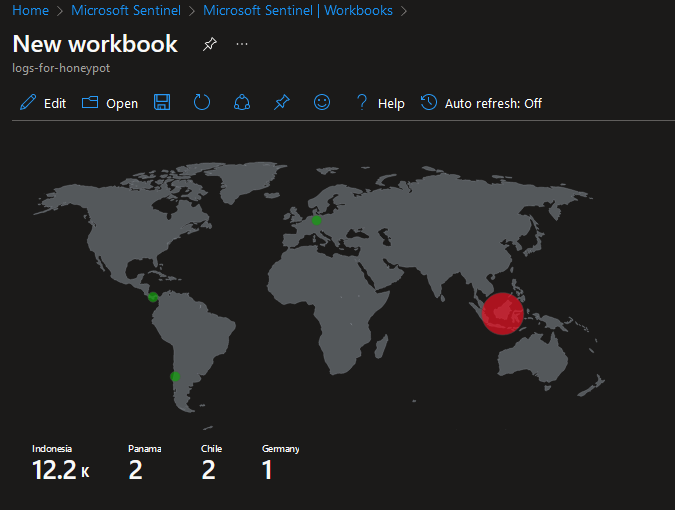 Home > Microsoft Sentinel > Microsoft Sentinel | Workbooks >
New workbook ...
logs-for-honeypot
Edit Open Help Auto refresh: Off
Indonesia Panama Chile Germany
12.2 K 2 2 1